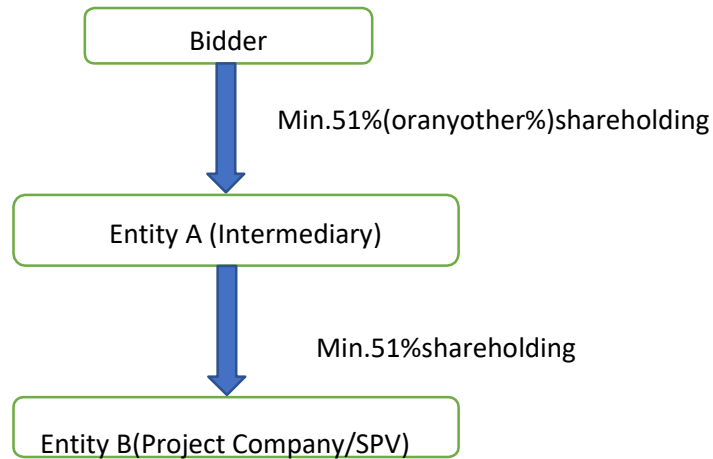 Bidder
Min.51%(oranyother%)shareholding
Entity A (Intermediary)
Min.51%shareholding
Entity B(Project Company/SPV)